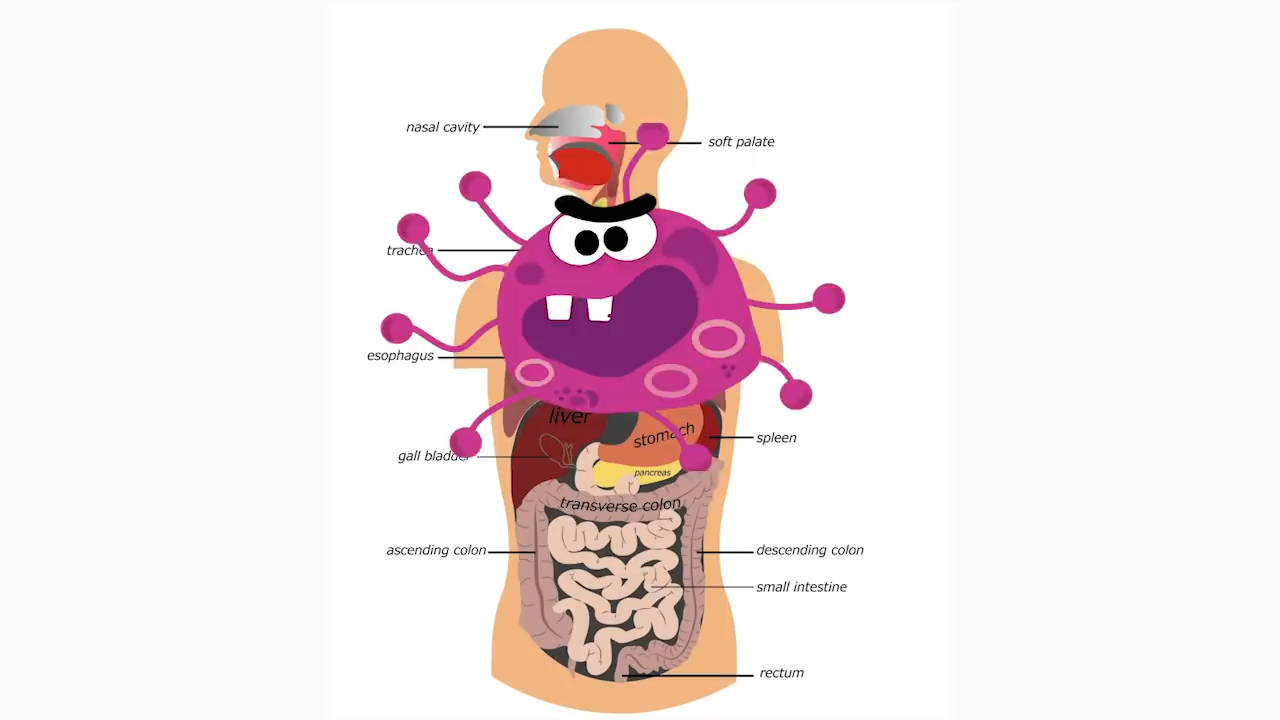 nasal cavity
soft palate
trachea
esophagus
liver
stomach
spleen
gall bladder
pancreas
transverse colon
ascending colon
descending colon
small intestine
rectum